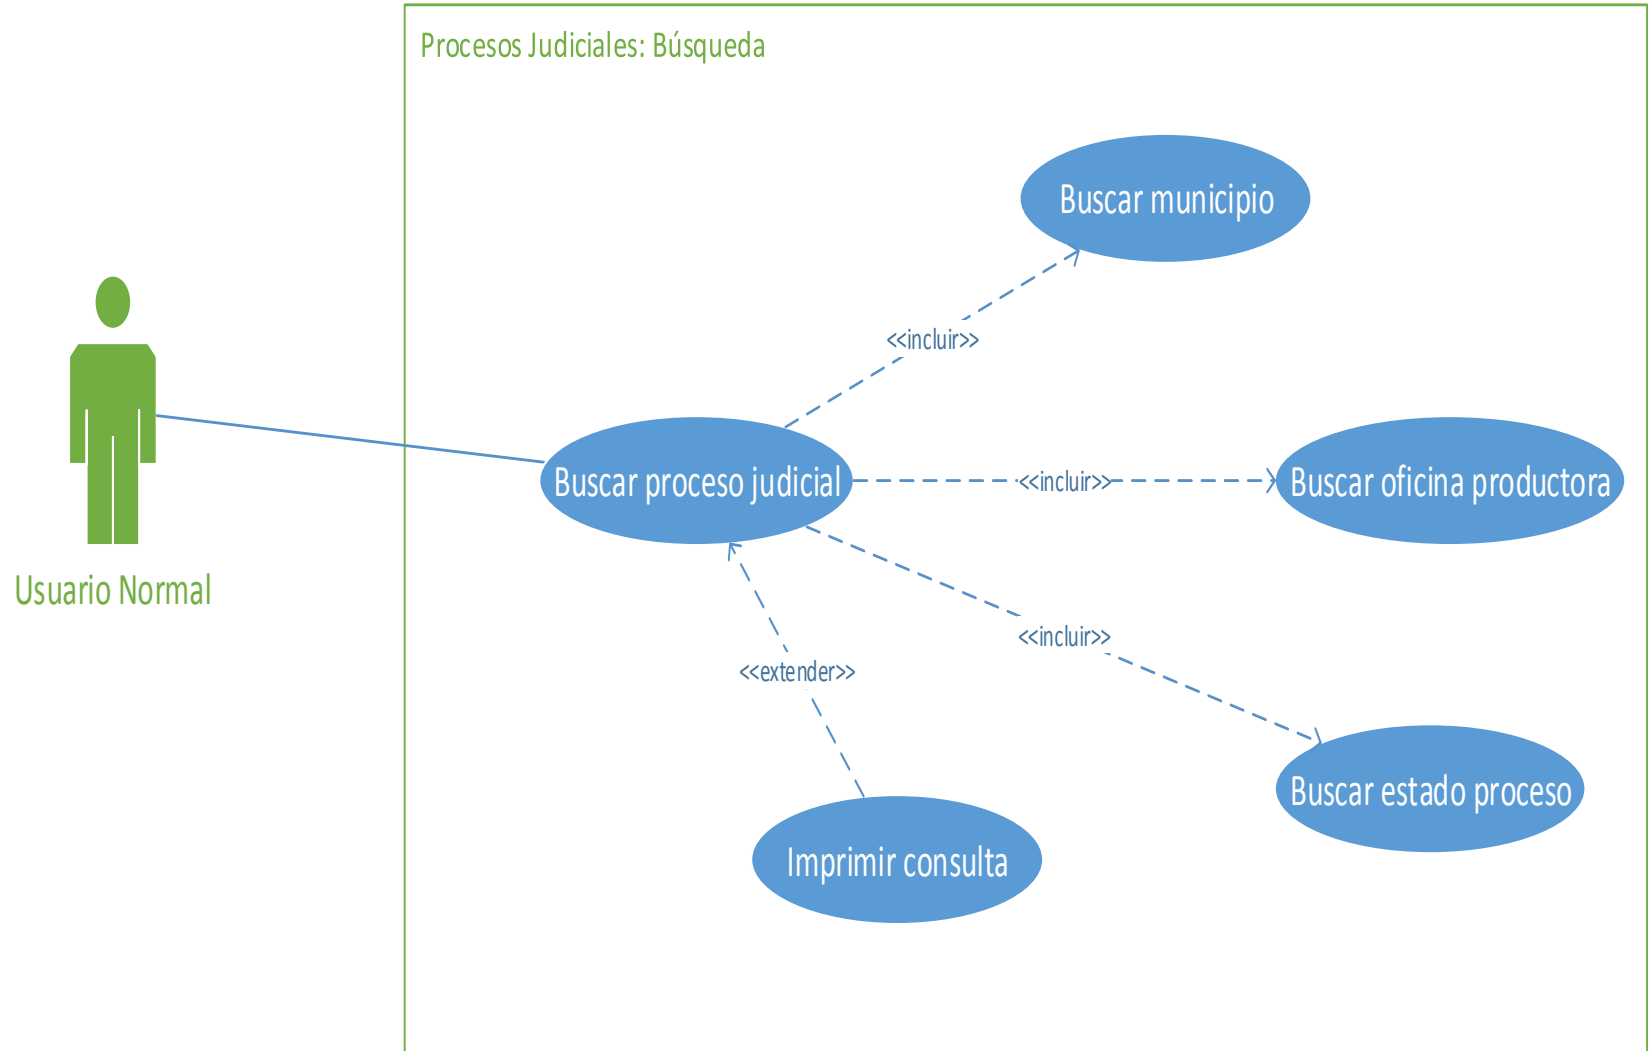 Procesos Judiciales: Búsqueda
Buscar municipio
<<incluir>>
Buscar proceso judicial
<<incluir>>
Buscar oficina productora
Usuario Normal
<<incluir>>
<<extender>>
Buscar estado proceso
Imprimir consulta